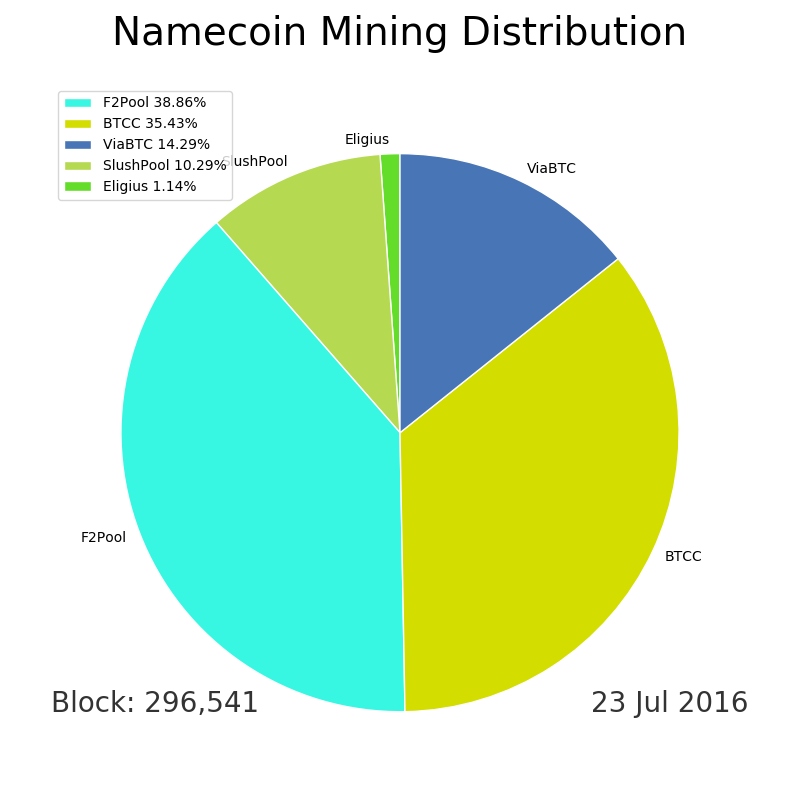 Namecoin Mining Distribution
F2Pool 38.86%
BTCC 35.43%
ViaBTC 14.29%
SlushPool 10.29%
Eligius 1.14%
Eligius
SlushPool
ViaBTC
F2Pool
BTCC
Block: 296,541
23 Jul 2016